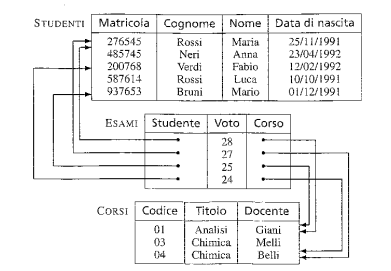 STUDENTI Matricola Cognome Nome Data di nascita
276545 Rossi Maria 25/11/1991
485745 Neri Anna 23/04/1992
200768 Verdi Fabio 12/02/1992
587614 Rossi Luca 10/10/1991
937653 Bruni Mario 01/12/1991
ESAMI Studente Voto Corso
28
27
25
24
CORSI Codice Titolo Docente
01 Analisi Giani
03 Chimica Melli
04 Chimica Belli